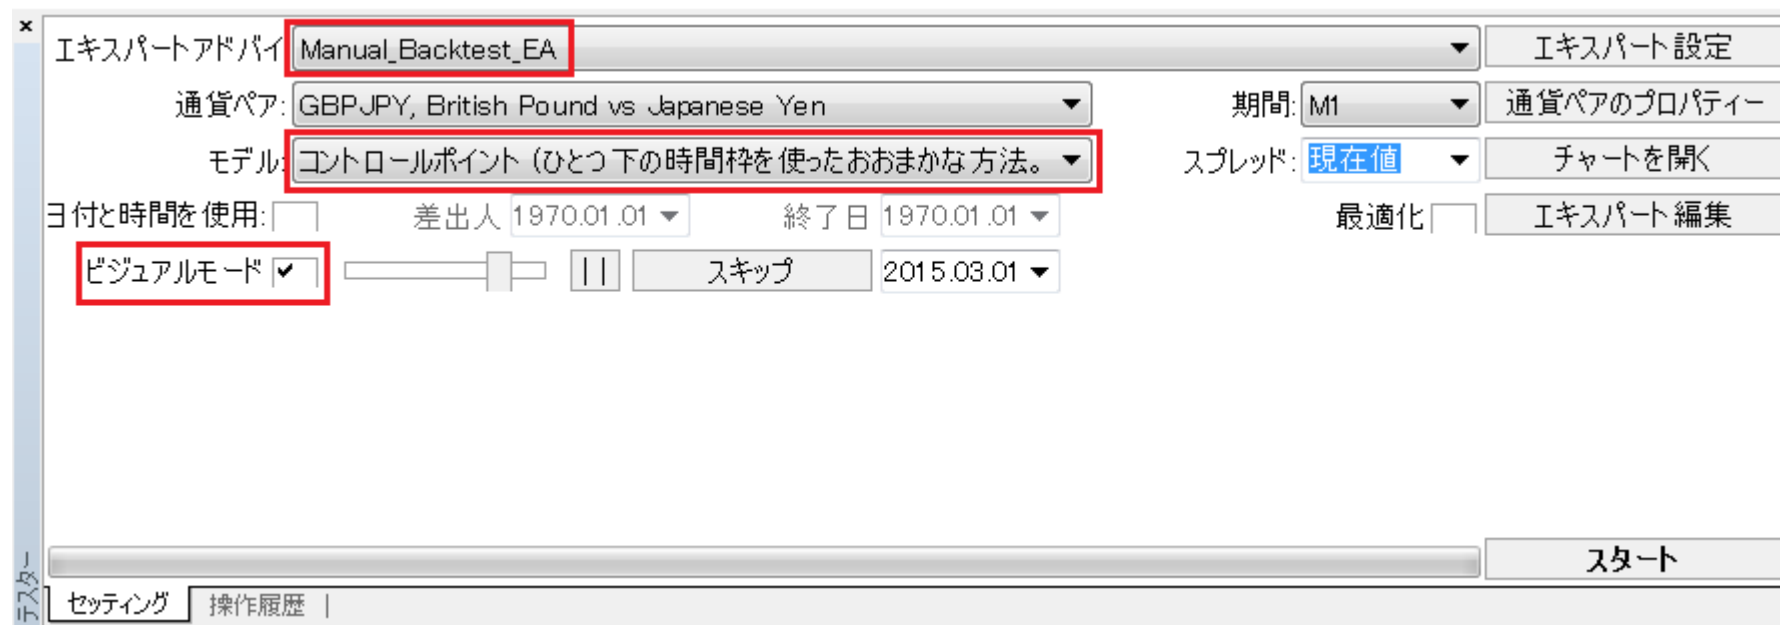 エキスパートアドバイ Manual_Backtest_EA エキスパート設定
通貨ペア: GBPJPY, British Pound vs Japanese Yen 期間: M1 通貨ペアのプロパティー
モデル: コントロールポイント (ひとつ下の時間枠を使ったおおまかな方法。 スプレッド: 現在値 チャートを開く
日付と時間を使用: 差出人 1970.01.01 終了日 1970.01.01 最適化 エキスパート編集
ビジュアルモード || スキップ 2015.03.01
スタート
テスター
セッティング 操作履歴 |